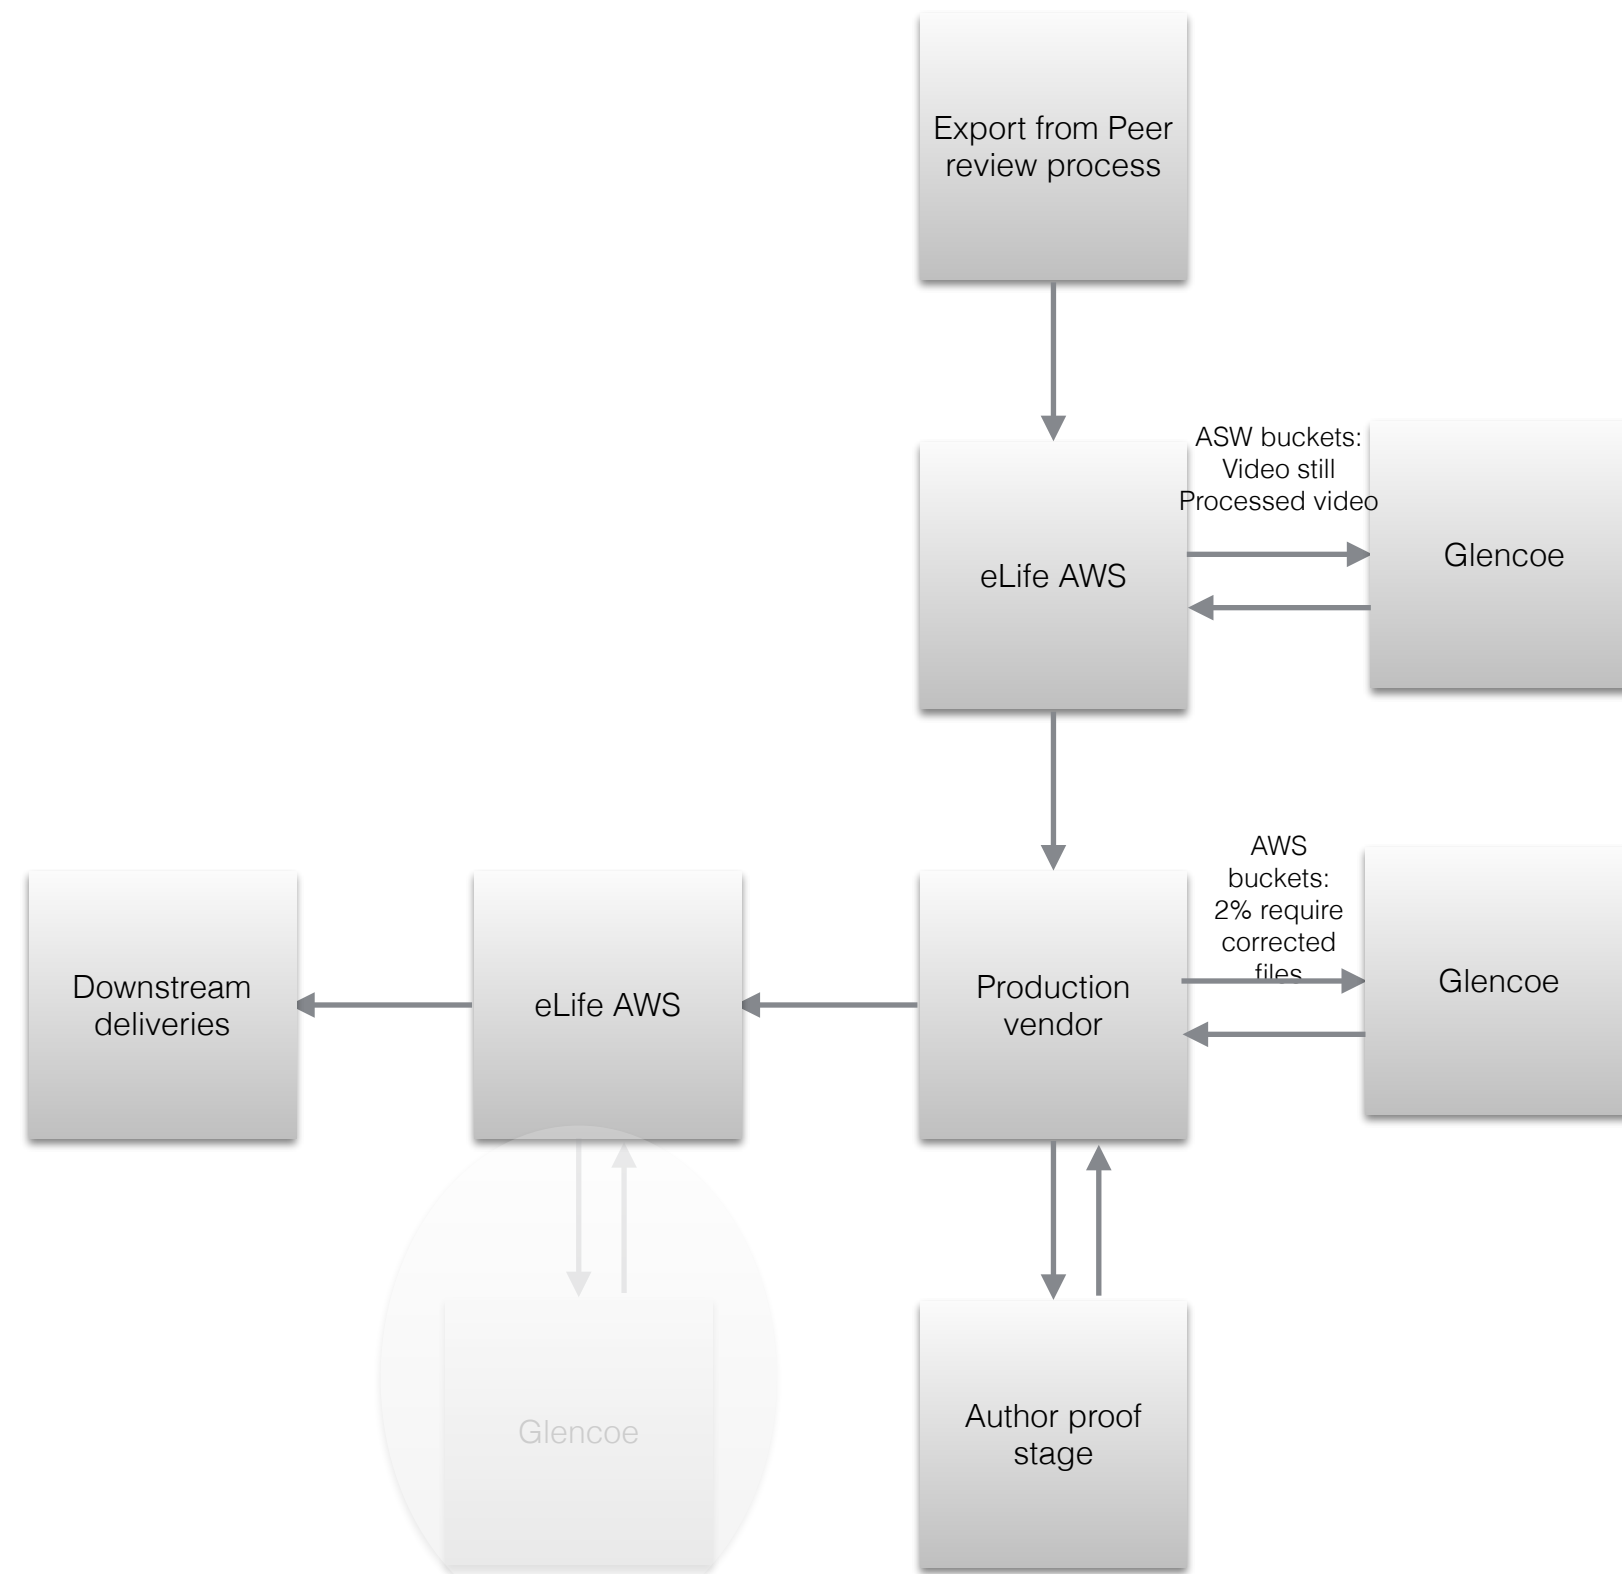 Export from Peer
review process
ASW buckets:
Video still
Processed video
eLife AWS
Glencoe
AWS
buckets:
2% require
corrected
files
Downstream
deliveries
eLife AWS
Production
vendor
Glencoe
Glencoe
Author proof
stage